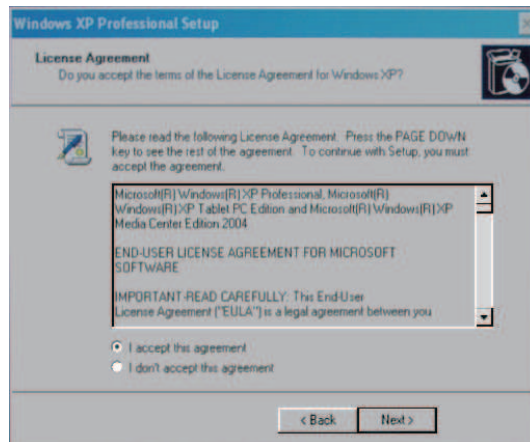 Windows XP Professional Setup
License Agreement
Do you accept the terms of the License Agreement for Windows XP?
Please read the following License Agreement. Press the PAGE DOWN
key to see the rest of the agreement. To continue with Setup, you must
accept the agreement.
Microsoft(R) Windows(R) XP Professional, Microsoft(R)
Windows(R) XP Tablet PC Edition and Microsoft(R) Windows(R) XP
Media Center Edition 2004
END-USER LICENSE AGREEMENT FOR MICROSOFT
SOFTWARE
IMPORTANT-READ CAREFULLY: This End-User
License Agreement ("EULA") is a legal agreement between you
I accept this agreement
I don't accept this agreement
< Back
Next >